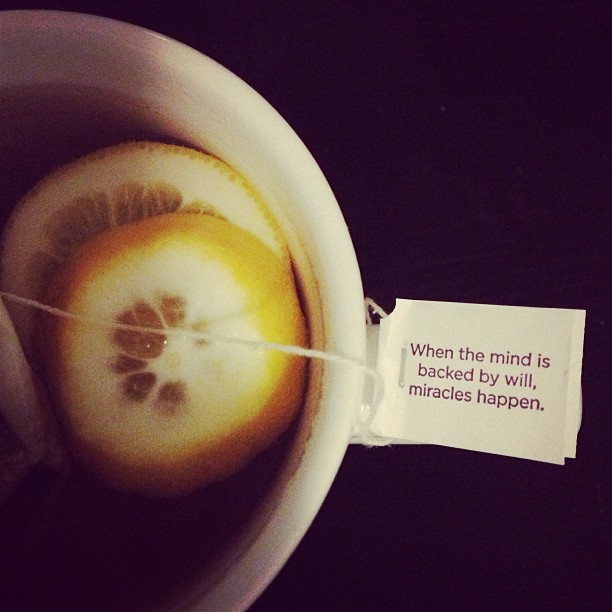 When the mind is
backed by will,
miracles happen.